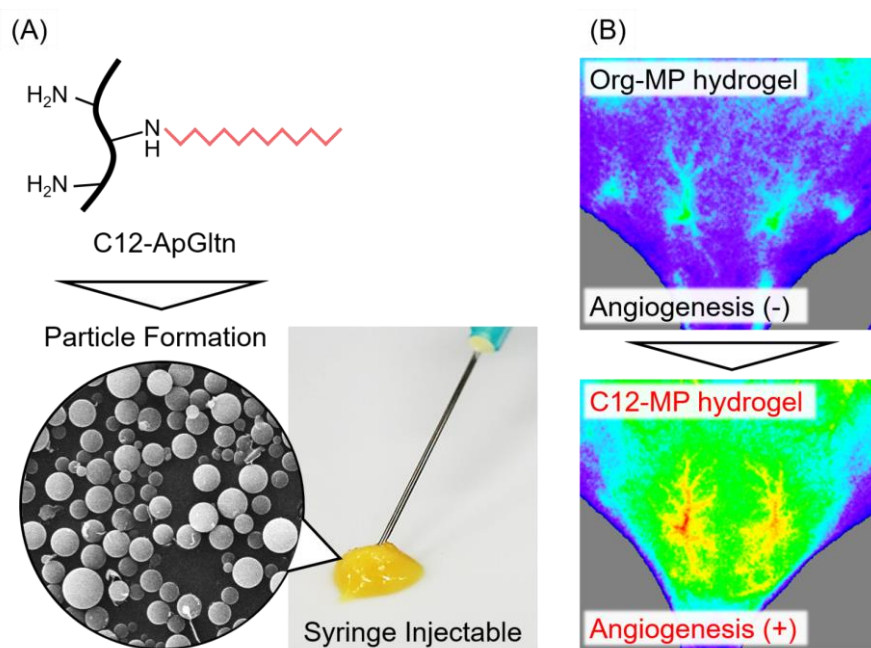 (A)
H₂N
N
H
H₂N
C12-ApGltn
Particle Formation
Syringe Injectable
(B)
Org-MP hydrogel
Angiogenesis (-)
C12-MP hydrogel
Angiogenesis (+)